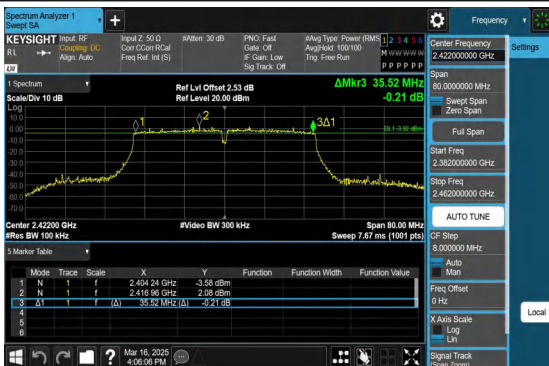 Spectrum Analyzer 1
Swept SA
KEYSIGHT
RL
LXI
Input: RF
Coupling: DC
Align: Auto
Input Z: 50 Ω
Corr CCorr RCal
Freq Ref: Int (S)
#Atten: 30 dB
PNO: Fast
Gate: Off
IF Gain: Low
Sig Track: Off
#Avg Type: Power (RMS
Avg|Hold: 100/100
Trig: Free Run
1 2 3 4 5 6
M W W W W W
P P P P P P
1 Spectrum
Scale/Div 10 dB
Ref Lvl Offset 2.53 dB
Ref Level 20.00 dBm
ΔMkr3 35.52 MHz
-0.21 dB
Log
10.0
0.00
-10.0
-20.0
-30.0
-40.0
-50.0
-60.0
-70.0
1
2
3Δ1
DL1 -3.92 dBm
Center 2.42200 GHz
#Video BW 300 kHz
Span 80.00 MHz
#Res BW 100 kHz
Sweep 7.67 ms (1001 pts)
5 Marker Table
Mode Trace Scale X Y Function Function Width Function Value
1 N 1 f 2.404 24 GHz -3.58 dBm
2 N 1 f 2.416 96 GHz 2.08 dBm
3 Δ1 1 f (Δ) 35.52 MHz (Δ) -0.21 dB
4
5
6
Mar 16, 2025
4:06:06 PM
Frequency
Settings
Center Frequency
2.422000000 GHz
Span
80.0000000 MHz
Swept Span
Zero Span
Full Span
Start Freq
2.382000000 GHz
Stop Freq
2.462000000 GHz
AUTO TUNE
CF Step
8.000000 MHz
Auto
Man
Freq Offset
0 Hz
X Axis Scale
Log
Lin
Local
Signal Track
(Span Zoom)